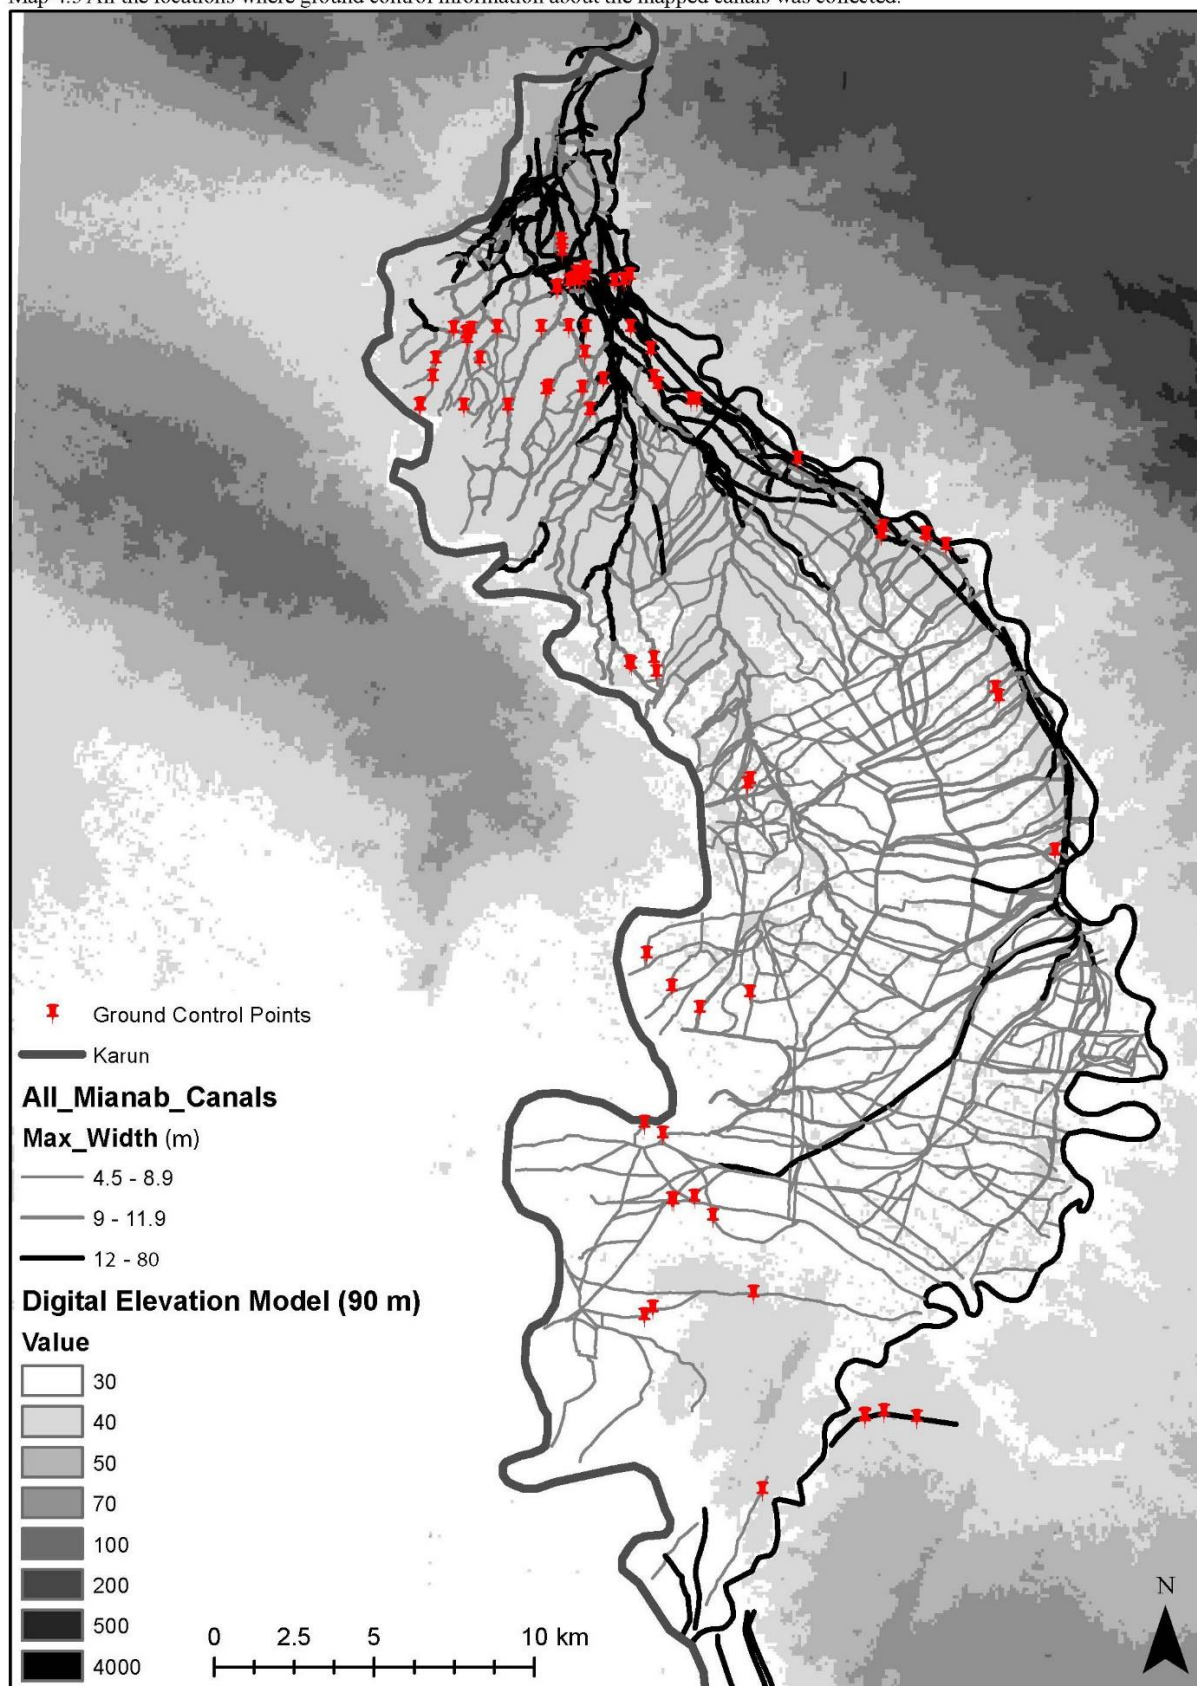 Map 4.5 All the locations where ground control information about the mapped canals was collected.
Ground Control Points
Karun
All_Mianab_Canals
Max_Width (m)
4.5 - 8.9
9 - 11.9
12 - 80
Digital Elevation Model (90 m)
Value
30
40
50
70
100
200
500
4000
0 2.5 5 10 km
N